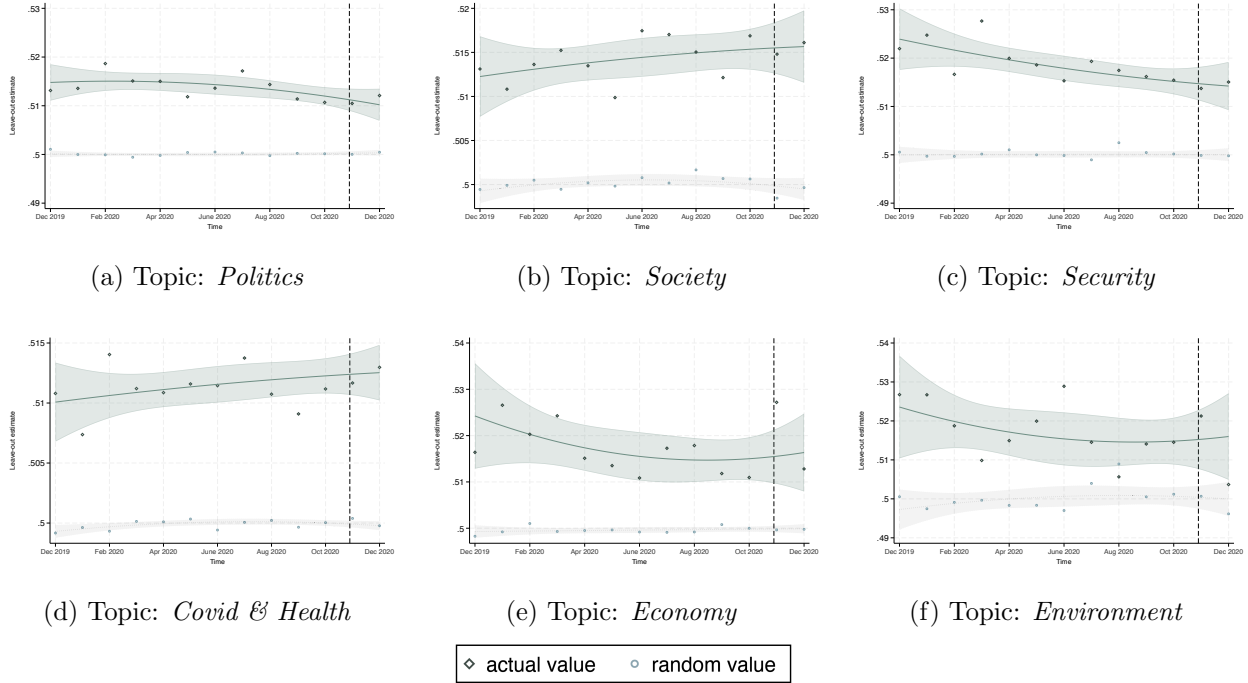 .53
.52
.51
.5
.49
Leave-out estimate
Dec 2019 Feb 2020 Apr 2020 June 2020 Aug 2020 Oct 2020 Dec 2020
Time
(a) Topic: Politics
.52
.515
.51
.505
.5
Leave-out estimate
Dec 2019 Feb 2020 Apr 2020 June 2020 Aug 2020 Oct 2020 Dec 2020
Time
(b) Topic: Society
.53
.52
.51
.5
.49
Leave-out estimate
Dec 2019 Feb 2020 Apr 2020 June 2020 Aug 2020 Oct 2020 Dec 2020
Time
(c) Topic: Security
.515
.51
.505
.5
Leave-out estimate
Dec 2019 Feb 2020 Apr 2020 June 2020 Aug 2020 Oct 2020 Dec 2020
Time
(d) Topic: Covid & Health
.54
.53
.52
.51
.5
Leave-out estimate
Dec 2019 Feb 2020 Apr 2020 June 2020 Aug 2020 Oct 2020 Dec 2020
Time
(e) Topic: Economy
.54
.53
.52
.51
.5
.49
Leave-out estimate
Dec 2019 Feb 2020 Apr 2020 June 2020 Aug 2020 Oct 2020 Dec 2020
Time
(f) Topic: Environment
actual value random value